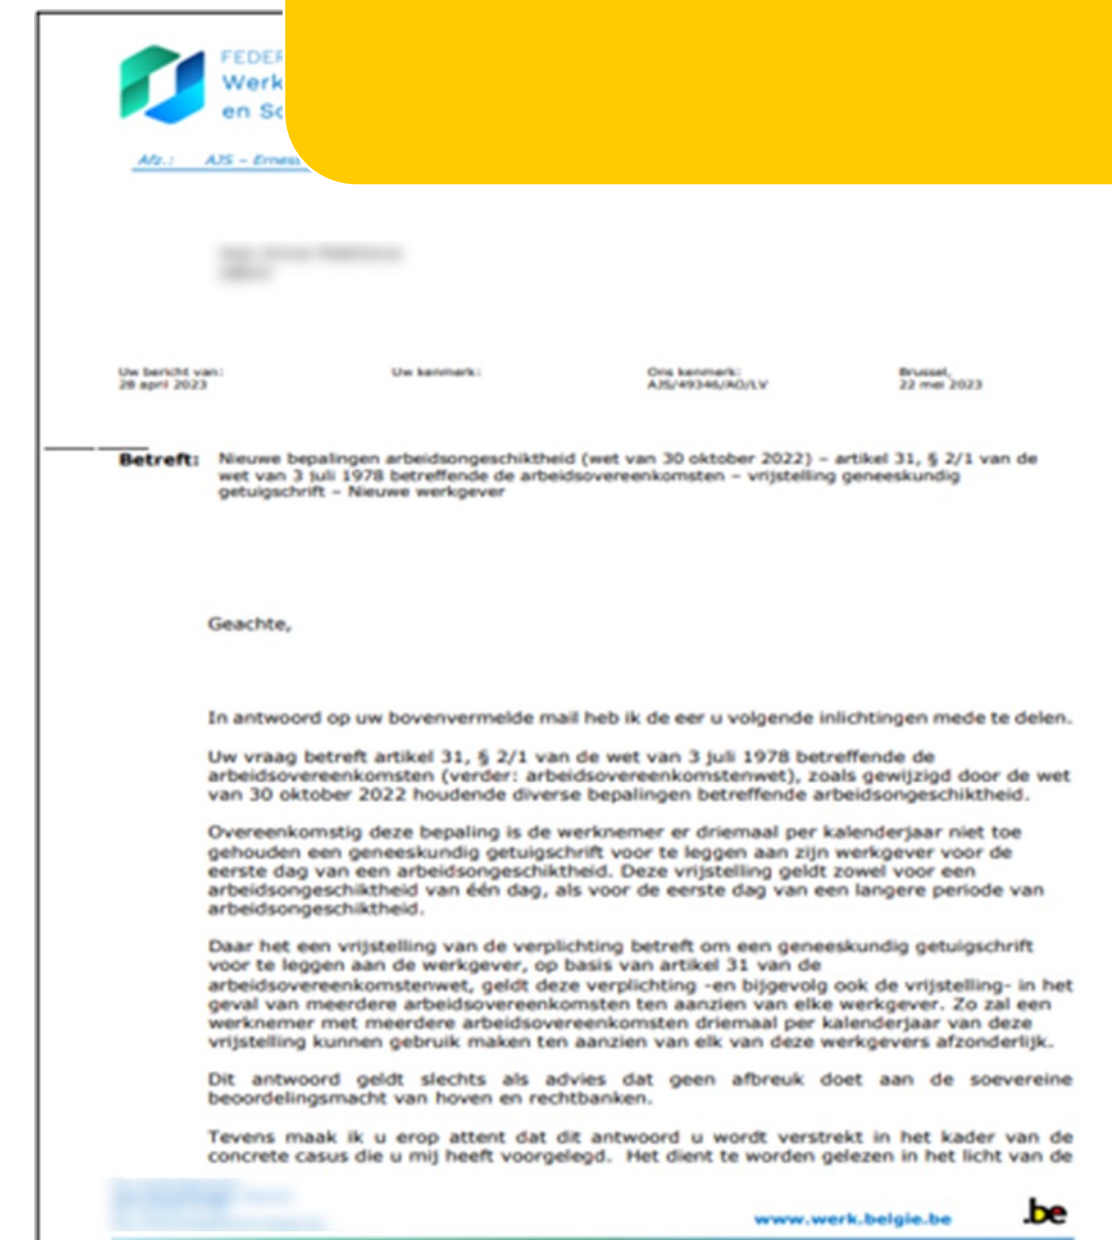 FEDER
Werk
en So
Afz.: AJS – Ernes
Uw bericht van:
28 april 2023
Uw kenmerk:
Ons kenmerk:
AJS/49346/AO/LV
Brussel,
22 mei 2023
Betreft: Nieuwe bepalingen arbeidsongeschiktheid (wet van 30 oktober 2022) – artikel 31, § 2/1 van de
wet van 3 juli 1978 betreffende de arbeidsovereenkomsten – vrijstelling geneeskundig
getuigschrift – Nieuwe werkgever
Geachte,
In antwoord op uw bovenvermelde mail heb ik de eer u volgende inlichtingen mede te delen.
Uw vraag betreft artikel 31, § 2/1 van de wet van 3 juli 1978 betreffende de
arbeidsovereenkomsten (verder: arbeidsovereenkomstenwet), zoals gewijzigd door de wet
van 30 oktober 2022 houdende diverse bepalingen betreffende arbeidsongeschiktheid.
Overeenkomstig deze bepaling is de werknemer er driemaal per kalenderjaar niet toe
gehouden een geneeskundig getuigschrift voor te leggen aan zijn werkgever voor de
eerste dag van een arbeidsongeschiktheid. Deze vrijstelling geldt zowel voor een
arbeidsongeschiktheid van één dag, als voor de eerste dag van een langere periode van
arbeidsongeschiktheid.
Daar het een vrijstelling van de verplichting betreft om een geneeskundig getuigschrift
voor te leggen aan de werkgever, op basis van artikel 31 van de
arbeidsovereenkomstenwet, geldt deze verplichting -en bijgevolg ook de vrijstelling- in het
geval van meerdere arbeidsovereenkomsten ten aanzien van elke werkgever. Zo zal een
werknemer met meerdere arbeidsovereenkomsten driemaal per kalenderjaar van deze
vrijstelling kunnen gebruik maken ten aanzien van elk van deze werkgevers afzonderlijk.
Dit antwoord geldt slechts als advies dat geen afbreuk doet aan de soevereine
beoordelingsmacht van hoven en rechtbanken.
Tevens maak ik u erop attent dat dit antwoord u wordt verstrekt in het kader van de
concrete casus die u mij heeft voorgelegd. Het dient te worden gelezen in het licht van de
www.werk.belgie.be
.be